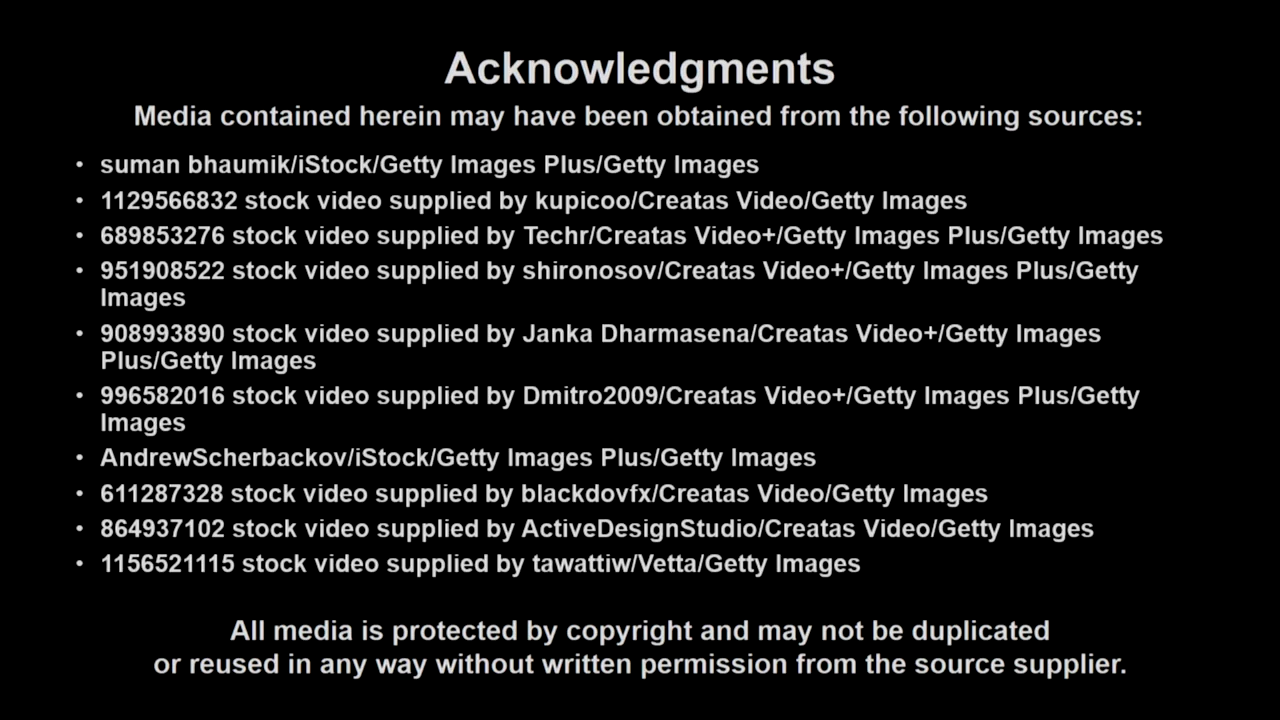 Acknowledgments
Media contained herein may have been obtained from the following sources:
• suman bhaumik/iStock/Getty Images Plus/Getty Images
• 1129566832 stock video supplied by kupicoo/Creatas Video/Getty Images
• 689853276 stock video supplied by Techr/Creatas Video+/Getty Images Plus/Getty Images
• 951908522 stock video supplied by shironosov/Creatas Video+/Getty Images Plus/Getty
Images
• 908993890 stock video supplied by Janka Dharmasena/Creatas Video+/Getty Images
Plus/Getty Images
• 996582016 stock video supplied by Dmitro2009/Creatas Video+/Getty Images Plus/Getty
Images
• AndrewScherbackov/iStock/Getty Images Plus/Getty Images
• 611287328 stock video supplied by blackdovfx/Creatas Video/Getty Images
• 864937102 stock video supplied by ActiveDesignStudio/Creatas Video/Getty Images
• 1156521115 stock video supplied by tawattiw/Vetta/Getty Images
All media is protected by copyright and may not be duplicated
or reused in any way without written permission from the source supplier.